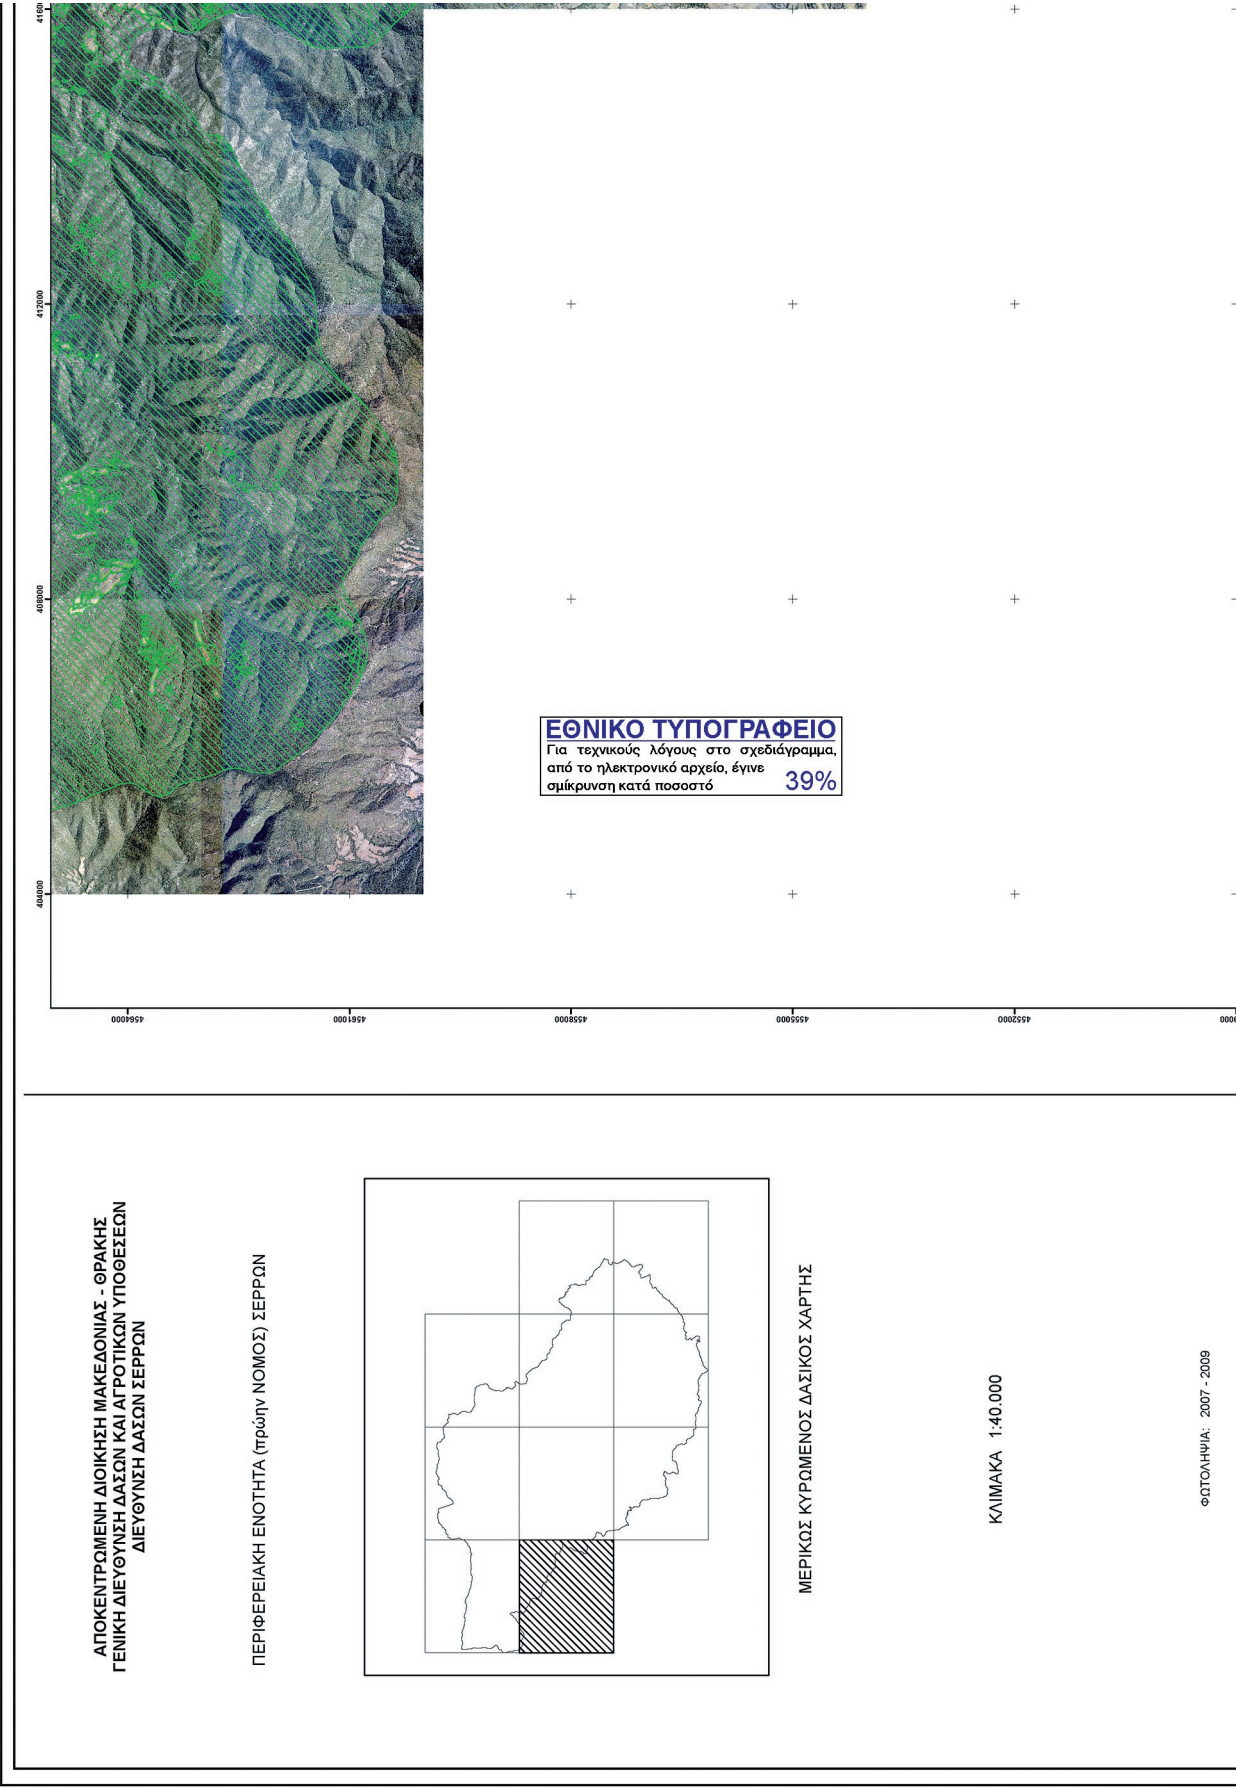 41600
412000
408000
404000
4564000
4561000
4558000
4555000
4552000
ΕΘΝΙΚΟ ΤΥΠΟΓΡΑΦΕΙΟ
Για τεχνικούς λόγους στο σχεδιάγραμμα,
από το ηλεκτρονικό αρχείο, έγινε
σμίκρυνση κατά ποσοστό 39%
ΑΠΟΚΕΝΤΡΩΜΕΝΗ ΔΙΟΙΚΗΣΗ ΜΑΚΕΔΟΝΙΑΣ - ΘΡΑΚΗΣ
ΓΕΝΙΚΗ ΔΙΕΥΘΥΝΣΗ ΔΑΣΩΝ ΚΑΙ ΑΓΡΟΤΙΚΩΝ ΥΠΟΘΕΣΕΩΝ
ΔΙΕΥΘΥΝΣΗ ΔΑΣΩΝ ΣΕΡΡΩΝ
ΠΕΡΙΦΕΡΕΙΑΚΗ ΕΝΟΤΗΤΑ (πρώην ΝΟΜΟΣ) ΣΕΡΡΩΝ
ΜΕΡΙΚΩΣ ΚΥΡΩΜΕΝΟΣ ΔΑΣΙΚΟΣ ΧΑΡΤΗΣ
ΚΛΙΜΑΚΑ 1:40.000
ΦΩΤΟΛΗΨΙΑ: 2007 - 2009